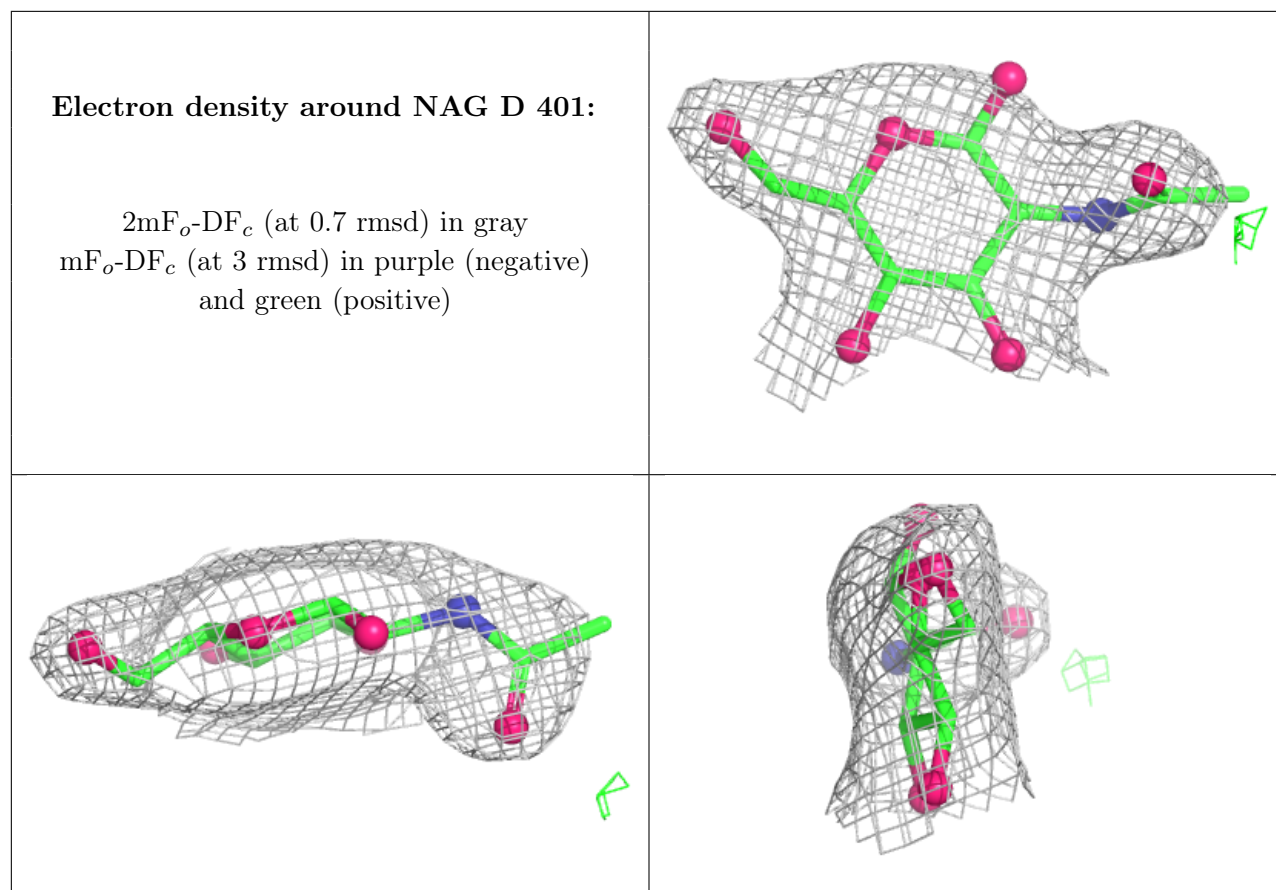 Electron density around NAG D 401:
2mFo-DFc (at 0.7 rmsd) in gray
mFo-DFc (at 3 rmsd) in purple (negative)
and green (positive)